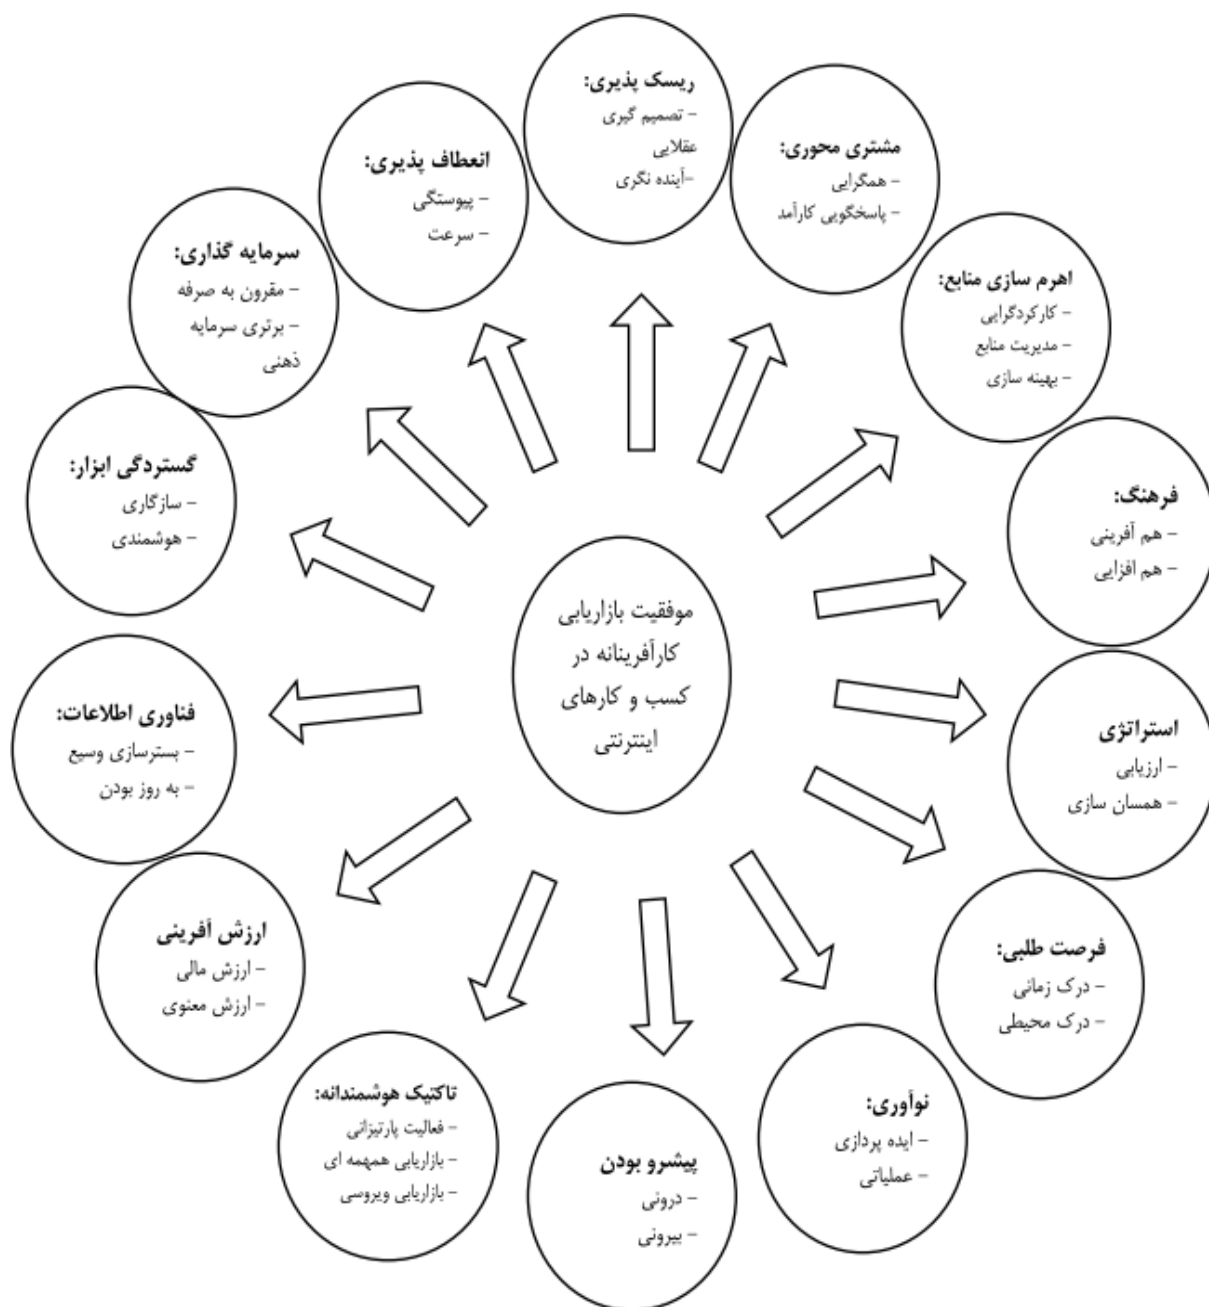 ریسک پذیری:
- تصمیم گیری
عقلایی
-آینده نگری
مشتری محوری:
- همگرایی
- پاسخگویی کارآمد
اهرم سازی منابع:
- کارکردگرایی
- مدیریت منابع
- بهینه سازی
فرهنگ:
- هم آفرینی
- هم افزایی
استراتژی
- ارزیابی
- همسان سازی
فرصت طلبی:
- درک زمانی
- درک محیطی
نوآوری:
- ایده پردازی
- عملیاتی
پیشرو بودن
- درونی
- بیرونی
تاکتیک هوشمندانه:
- فعالیت پارتیزانی
- بازاریابی همهمه ای
- بازاریابی ویروسی
ارزش آفرینی
- ارزش مالی
- ارزش معنوی
فناوری اطلاعات:
- بسترسازی وسیع
- به روز بودن
گستردگی ابزار:
- سازگاری
- هوشمندی
سرمایه گذاری:
- مقرون به صرفه
- برتری سرمایه
ذهنی
انعطاف پذیری:
- پیوستگی
- سرعت
موفقیت بازاریابی
کارآفرینانه در
کسب و کارهای
اینترنتی